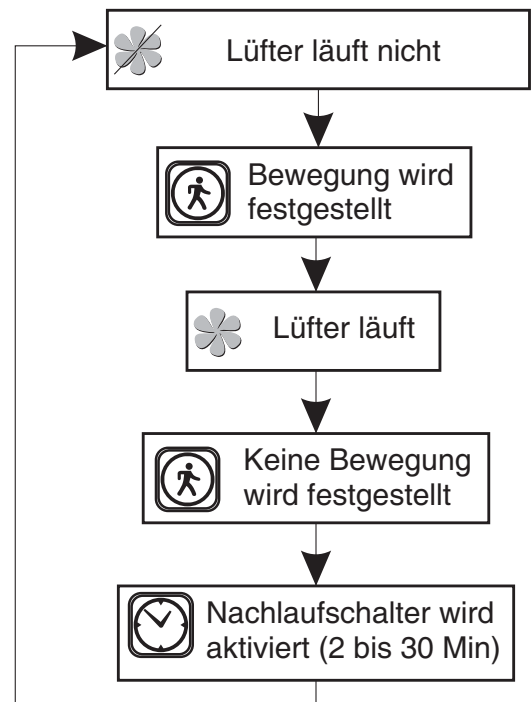 Lüfter läuft nicht
Bewegung wird
festgestellt
Lüfter läuft
Keine Bewegung
wird festgestellt
Nachlaufschalter wird
aktiviert (2 bis 30 Min)